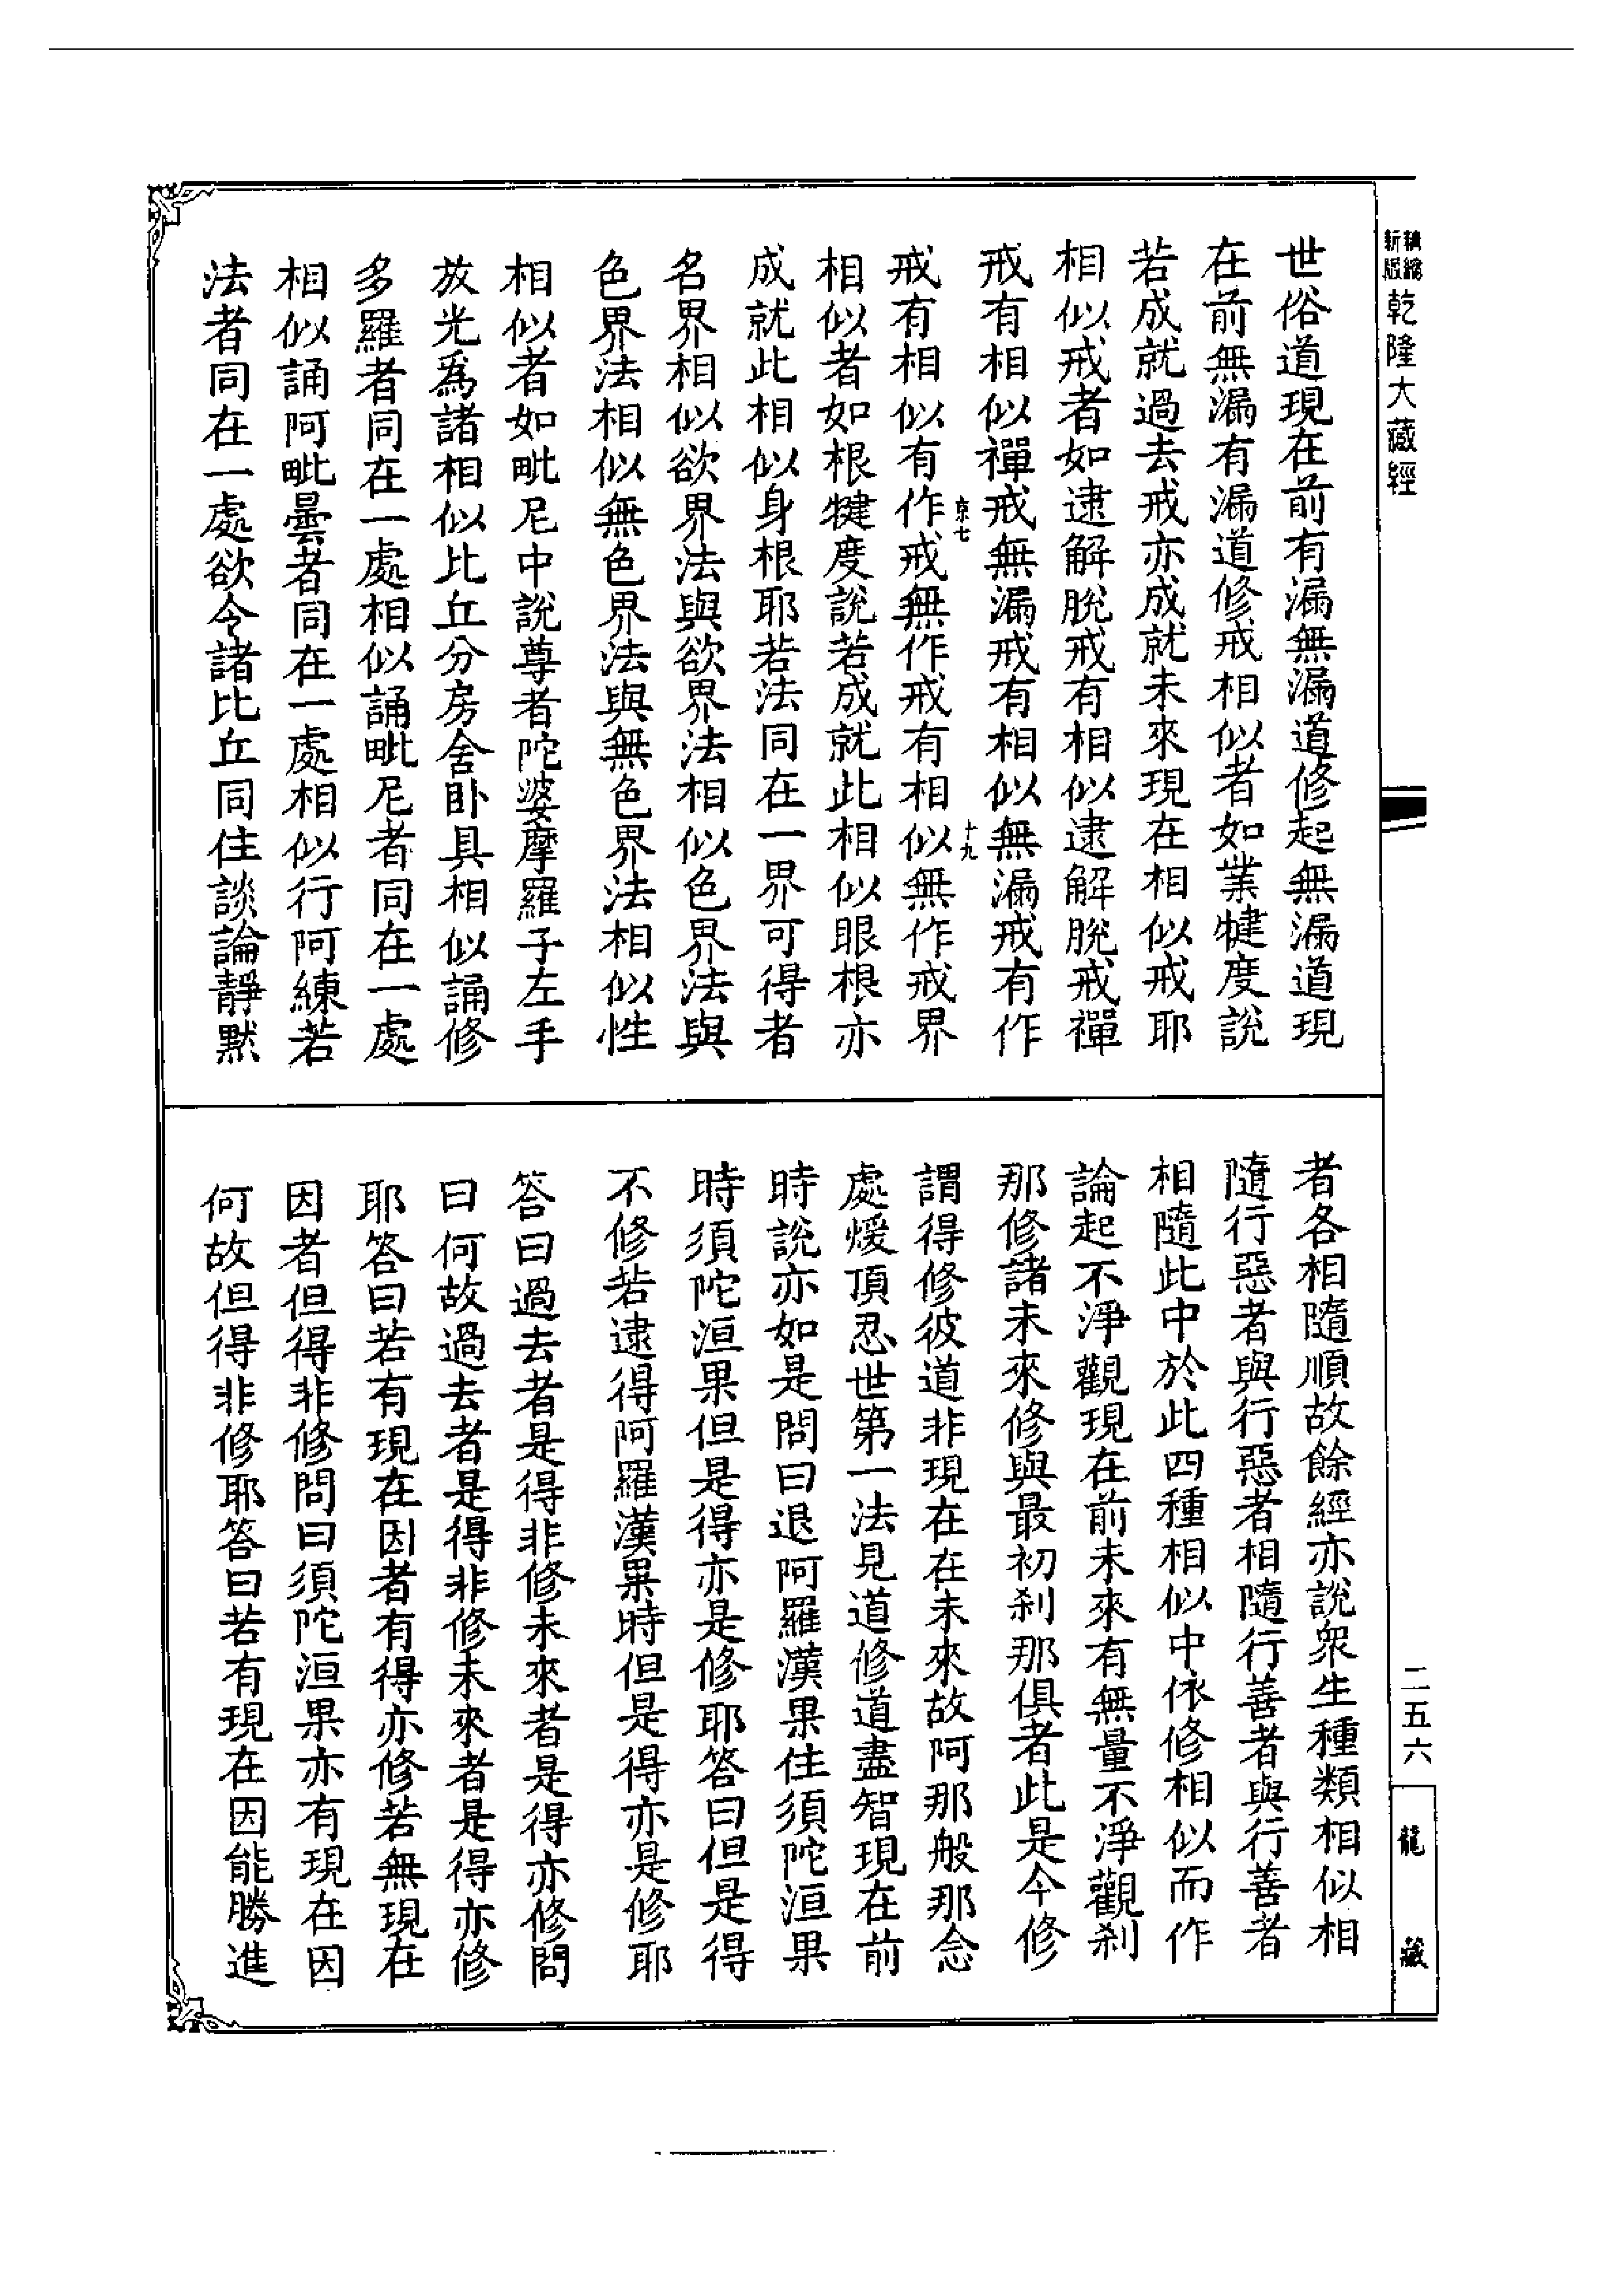 新版精縮乾隆大藏經
世俗道現在前有漏無漏道修起無漏道現
在前無漏有漏道修戒相似者如業犍度說
若成就過去戒亦成就未來現在相似戒耶
相似戒者如逮解脫戒有相似逮解脫戒禪
戒有相似禪戒無漏戒有相似無漏戒有作
戒有相似有作戒無作戒有相似無作戒界
京七
十九
相似者如根犍度說若成就此相似眼根亦
成就此相似身根耶若法同在一界可得者
名界相似欲界法與欲界法相似色界法與
色界法相似無色界法與無色界法相似性
相似者如毗尼中說尊者陀婆摩羅子左手
放光為諸相似比丘分房舍卧具相似誦修
多羅者同在一處相似誦毗尼者同在一處
相似誦阿毗曇者同在一處相似行阿練若
法者同在一處欲令諸比丘同住談論靜默
者各相隨順故餘經亦說衆生種類相似相
隨行惡者與行惡者相隨行善者與行善者
相隨此中於此四種相似中依修相似而作
論起不淨觀現在前未來有無量不淨觀剎
那修諸未來修與最初剎那俱者此是今修
謂得修彼道非現在在未來故阿那般那念
處煖頂忍世第一法見道修道盡智現在前
時說亦如是問曰退阿羅漢果住須陀洹果
時須陀洹果但是得亦是修耶答曰但是得
不修若逮得阿羅漢果時但是得亦是修耶
答曰過去者是得非修未來者是得亦修問
曰何故過去者是得非修未來者是得亦修
耶答曰若有現在因者有得亦修若無現在
因者但得非修問曰須陀洹果亦有現在因
何故但得非修耶答曰若有現在因能勝進
二五六
龍藏